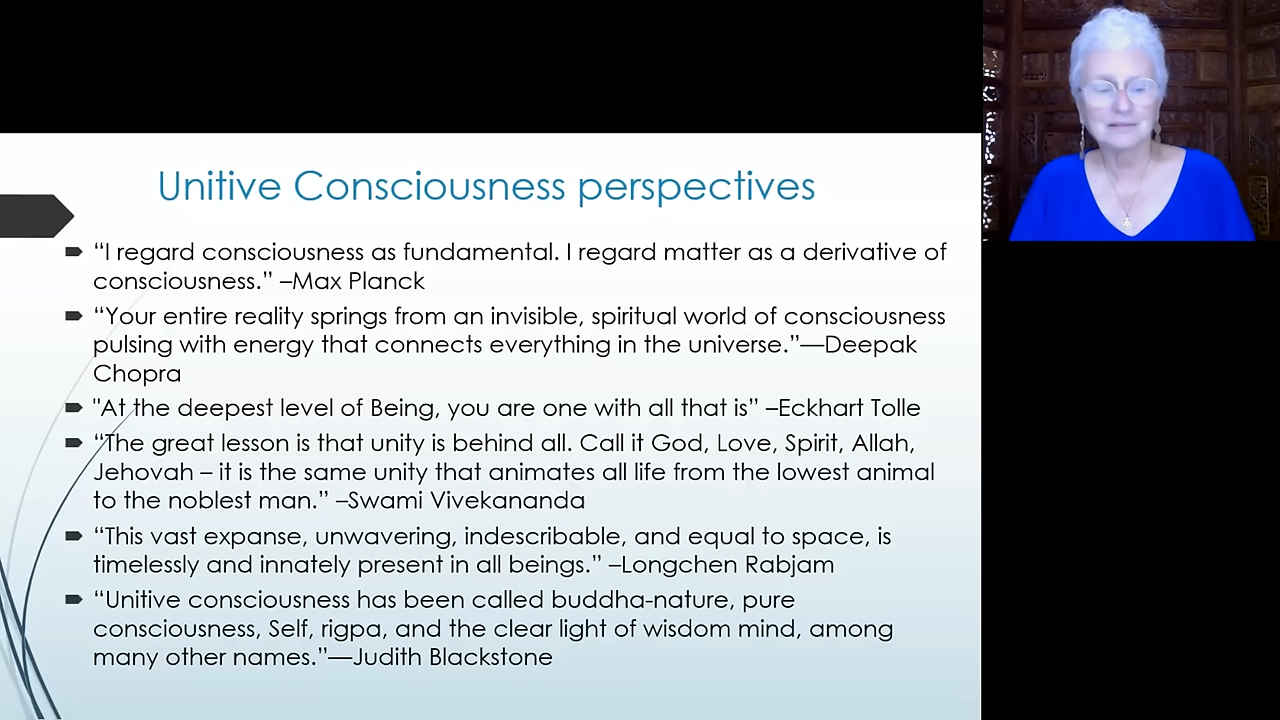 Unitive Consciousness perspectives
“I regard consciousness as fundamental. I regard matter as a derivative of
consciousness.” –Max Planck
“Your entire reality springs from an invisible, spiritual world of consciousness
pulsing with energy that connects everything in the universe.”—Deepak
Chopra
"At the deepest level of Being, you are one with all that is” –Eckhart Tolle
“The great lesson is that unity is behind all. Call it God, Love, Spirit, Allah,
Jehovah – it is the same unity that animates all life from the lowest animal
to the noblest man.” –Swami Vivekananda
“This vast expanse, unwavering, indescribable, and equal to space, is
timelessly and innately present in all beings.” –Longchen Rabjam
“Unitive consciousness has been called buddha-nature, pure
consciousness, Self, rigpa, and the clear light of wisdom mind, among
many other names.”—Judith Blackstone